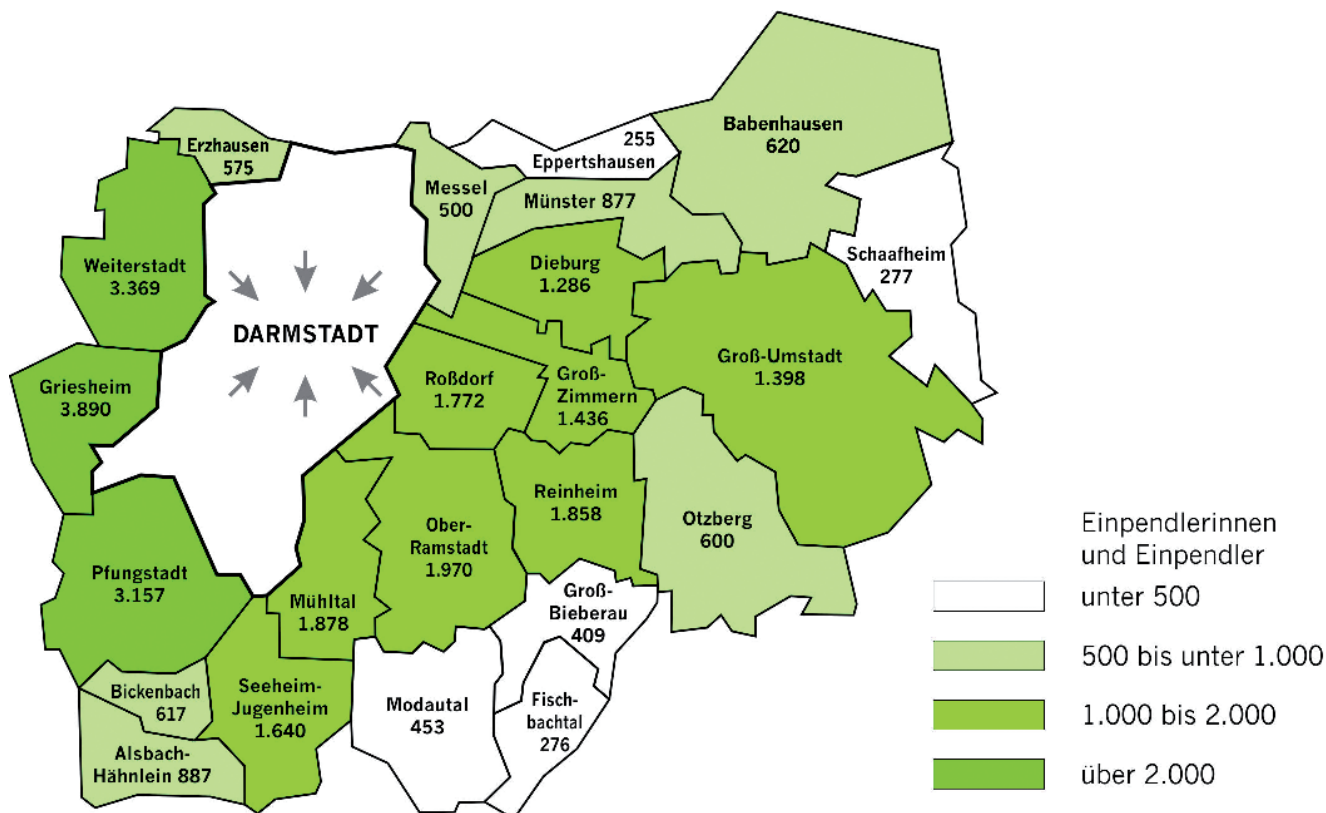 Erzhausen
575
Messel
500
255
Eppertshausen
Babenhausen
620
Münster 877
Schaafheim
277
Weiterstadt
3.369
Dieburg
1.286
DARMSTADT
Griesheim
3.890
Roßdorf
1.772
Groß-
Zimmern
1.436
Groß-Umstadt
1.398
Reinheim
1.858
Otzberg
600
Ober-
Ramstadt
1.970
Pfungstadt
3.157
Mühltal
1.878
Groß-
Bieberau
409
Bickenbach
617
Seeheim-
Jugenheim
1.640
Modautal
453
Fisch-
bachtal
276
Alsbach-
Hähnlein 887
Einpendlerinnen
und Einpendler
unter 500
500 bis unter 1.000
1.000 bis 2.000
über 2.000